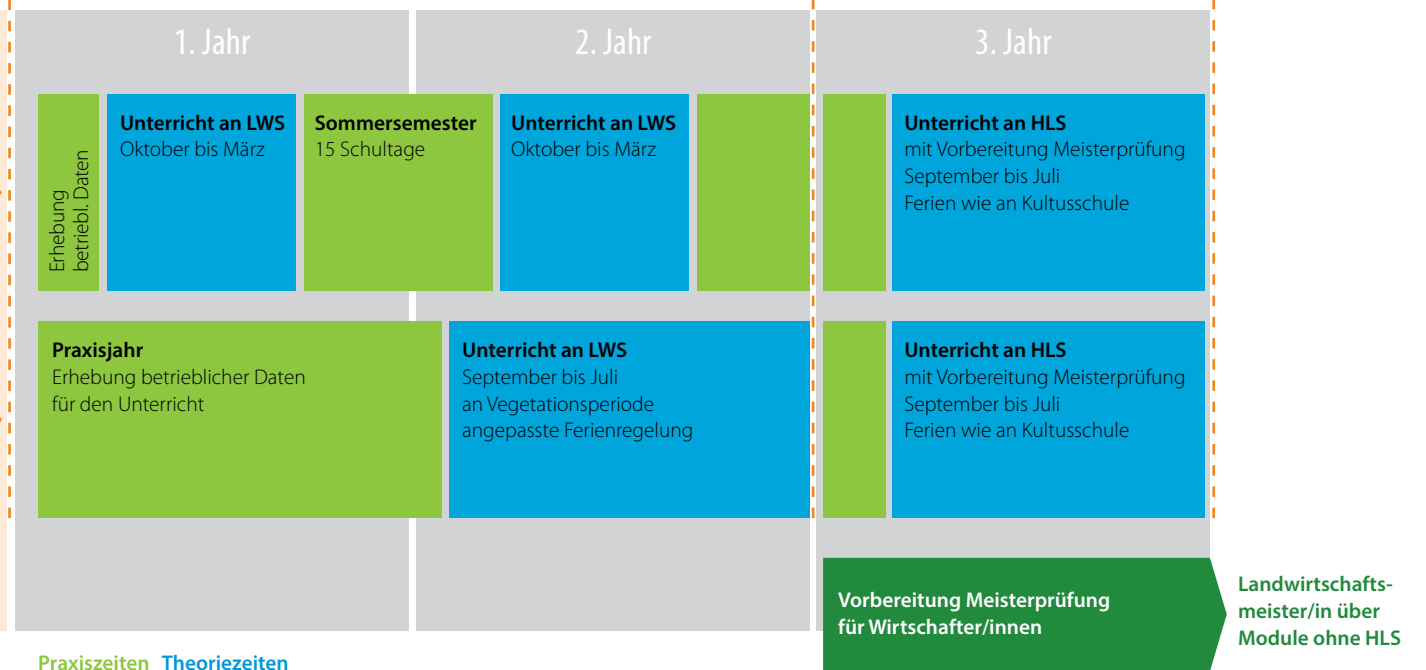 1. Jahr
2. Jahr
3. Jahr
Erhebung
betriebl. Daten
Unterricht an LWS
Oktober bis März
Sommersemester
15 Schultage
Unterricht an LWS
Oktober bis März
Unterricht an HLS
mit Vorbereitung Meisterprüfung
September bis Juli
Ferien wie an Kultusschule
Praxisjahr
Erhebung betrieblicher Daten
für den Unterricht
Unterricht an LWS
September bis Juli
an Vegetationsperiode
angepasste Ferienregelung
Unterricht an HLS
mit Vorbereitung Meisterprüfung
September bis Juli
Ferien wie an Kultusschule
Vorbereitung Meisterprüfung
für Wirtschafter/innen
Landwirtschafts-
meister/in über
Module ohne HLS
Praxiszeiten Theoriezeiten